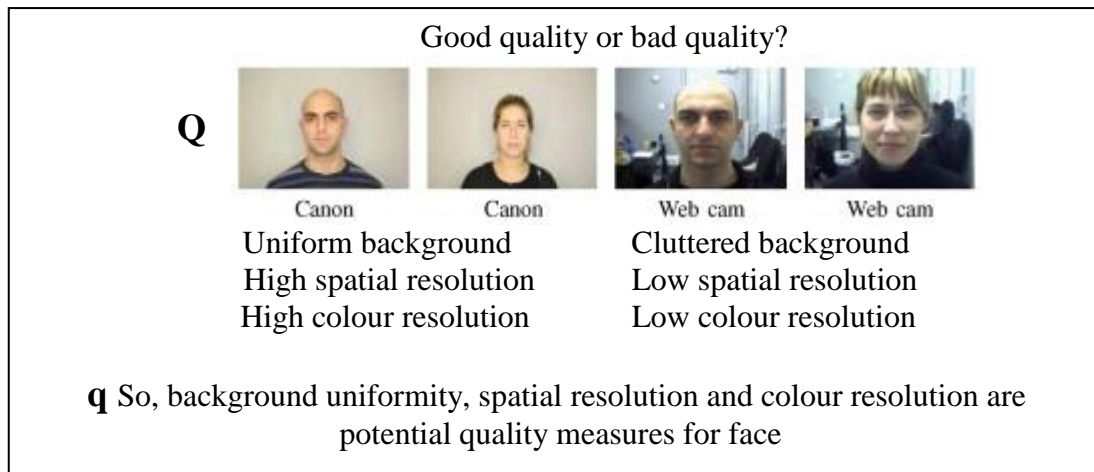 Good quality or bad quality?
Q
Canon Canon Web cam Web cam
Uniform background Cluttered background
High spatial resolution Low spatial resolution
High colour resolution Low colour resolution
q So, background uniformity, spatial resolution and colour resolution are
potential quality measures for face